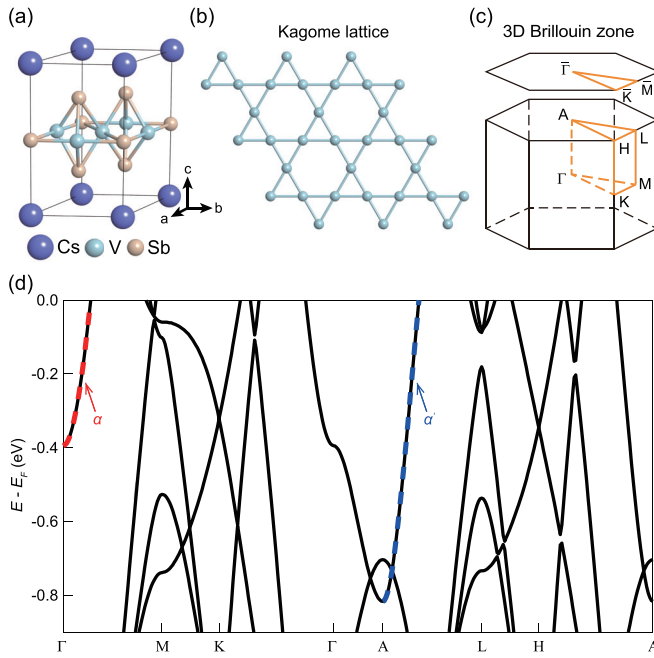 (a)
(b)
Kagome lattice
(c)
3D Brillouin zone
c
a
b
Cs
V
Sb
Γ̅
M̅
K̅
A
L
H
Γ
M
K
(d)
0.0
-0.2
-0.4
-0.6
-0.8
E - E_F (eV)
α
α'
Γ
M
K
Γ
A
L
H
A